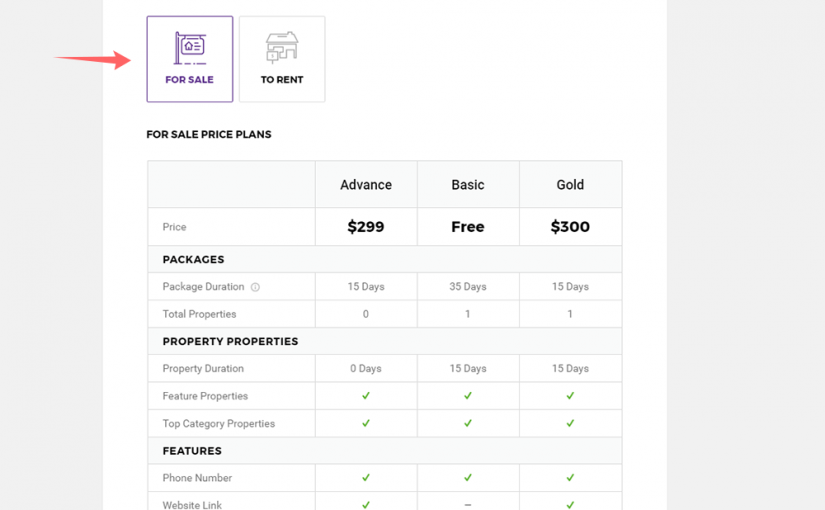 FOR SALE TO RENT
FOR SALE PRICE PLANS
Advance Basic Gold
Price $299 Free $300
PACKAGES
Package Duration 15 Days 35 Days 15 Days
Total Properties 0 1 1
PROPERTY PROPERTIES
Property Duration 0 Days 15 Days 15 Days
Feature Properties
Top Category Properties
FEATURES
Phone Number
Website Link –